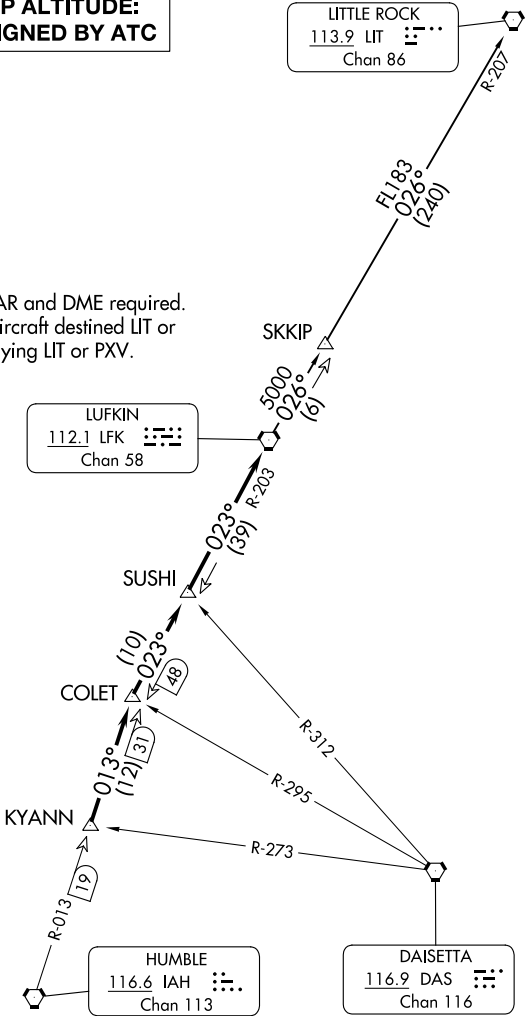 P ALTITUDE:
IGNED BY ATC
LITTLE ROCK
113.9 LIT
Chan 86
R-207
FL183
026°
(240)
AR and DME required.
ircraft destined LIT or
ying LIT or PXV.
SKKIP
5000
026°
(6)
LUFKIN
112.1 LFK
Chan 58
R-203
023°
(39)
SUSHI
(10)
023°
48
COLET
R-312
31
013°
(12)
R-295
KYANN
R-273
19
R-013
HUMBLE
116.6 IAH
Chan 113
DAISETTA
116.9 DAS
Chan 116